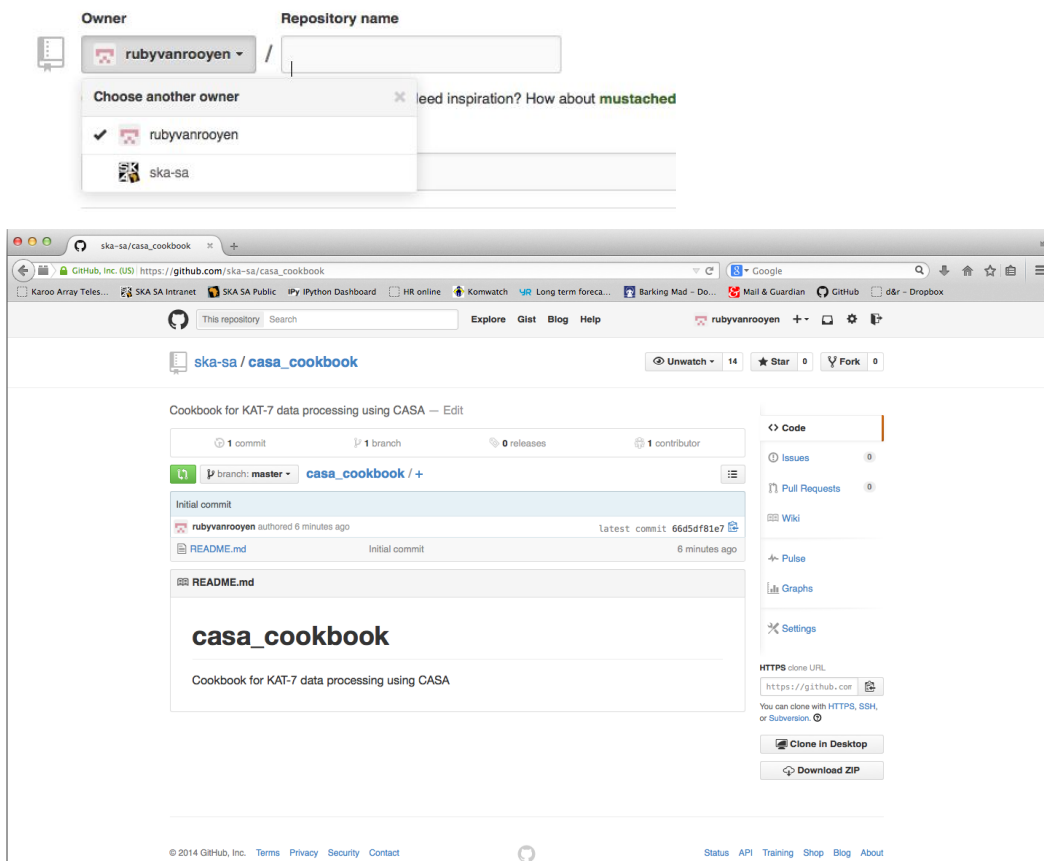 Owner Repository name
rubyvanrooyen /
Choose another owner
eed inspiration? How about mustached
rubyvanrooyen
ska-sa
ska-sa/casa_cookbook
GitHub, Inc. (US) https://github.com/ska-sa/casa_cookbook Google
Karoo Array Teles... SKA SA Intranet SKA SA Public IPy IPython Dashboard HR online Komwatch YR Long term foreca... Barking Mad – Do... Mail & Guardian GitHub d&r – Dropbox
This repository Search Explore Gist Blog Help rubyvanrooyen
ska-sa / casa_cookbook Unwatch 14 Star 0 Fork 0
Cookbook for KAT-7 data processing using CASA — Edit
1 commit 1 branch 0 releases 1 contributor
branch: master casa_cookbook / +
Initial commit
rubyvanrooyen authored 6 minutes ago latest commit 66d5df81e7
README.md Initial commit 6 minutes ago
README.md
casa_cookbook
Cookbook for KAT-7 data processing using CASA
<> Code
Issues 0
Pull Requests 0
Wiki
Pulse
Graphs
Settings
HTTPS clone URL
https://github.com
You can clone with HTTPS, SSH,
or Subversion.
Clone in Desktop
Download ZIP
© 2014 GitHub, Inc. Terms Privacy Security Contact Status API Training Shop Blog About